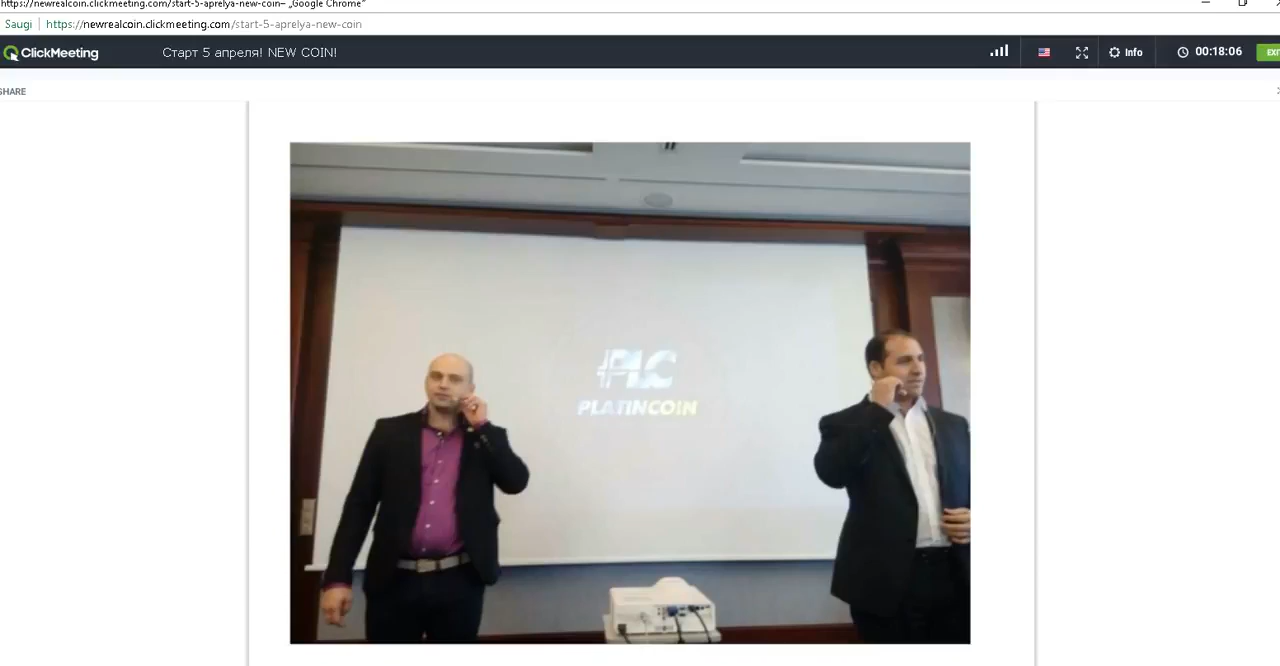 https://newrealcoin.clickmeeting.com/start-5-aprelya-new-coin– „Google Chrome“
Saugi
https://newrealcoin.clickmeeting.com/start-5-aprelya-new-coin
ClickMeeting
Старт 5 апреля! NEW COIN!
Info
00:18:06
EXI
SHARE
PLC
PLATINCOIN